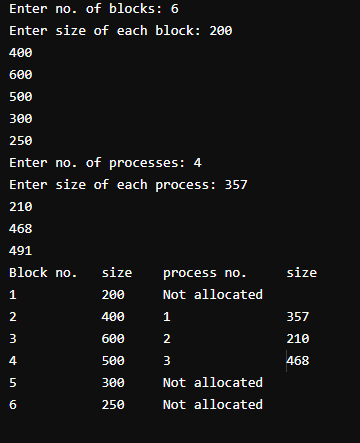 Enter no. of blocks: 6
Enter size of each block: 200
400
600
500
300
250
Enter no. of processes: 4
Enter size of each process: 357
210
468
491
Block no. size process no. size
1 200 Not allocated
2 400 1 357
3 600 2 210
4 500 3 468
5 300 Not allocated
6 250 Not allocated